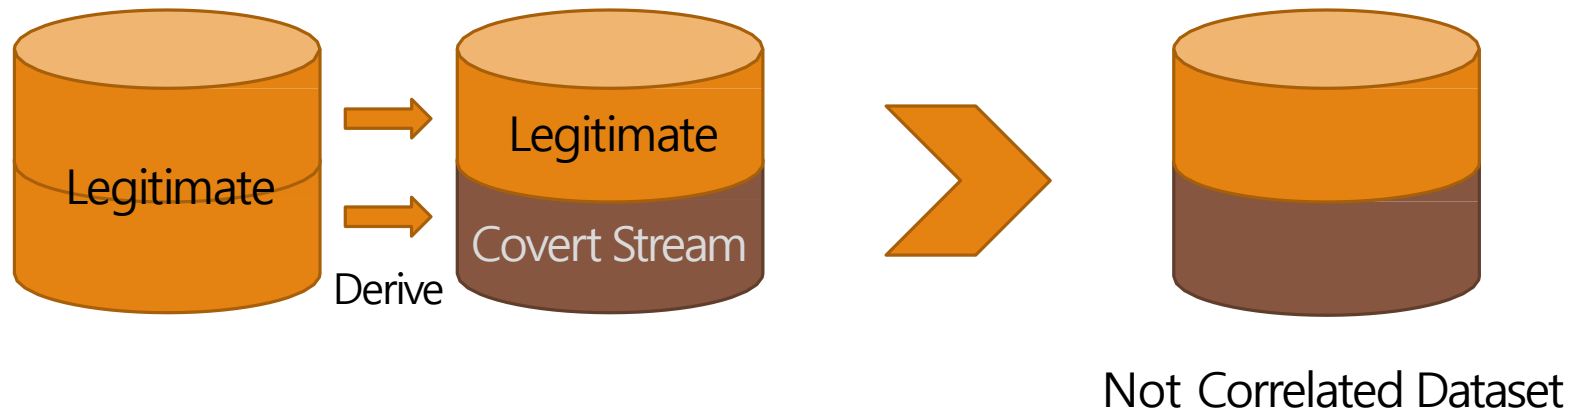 Legitimate
Legitimate
Covert Stream
Derive
Not Correlated Dataset